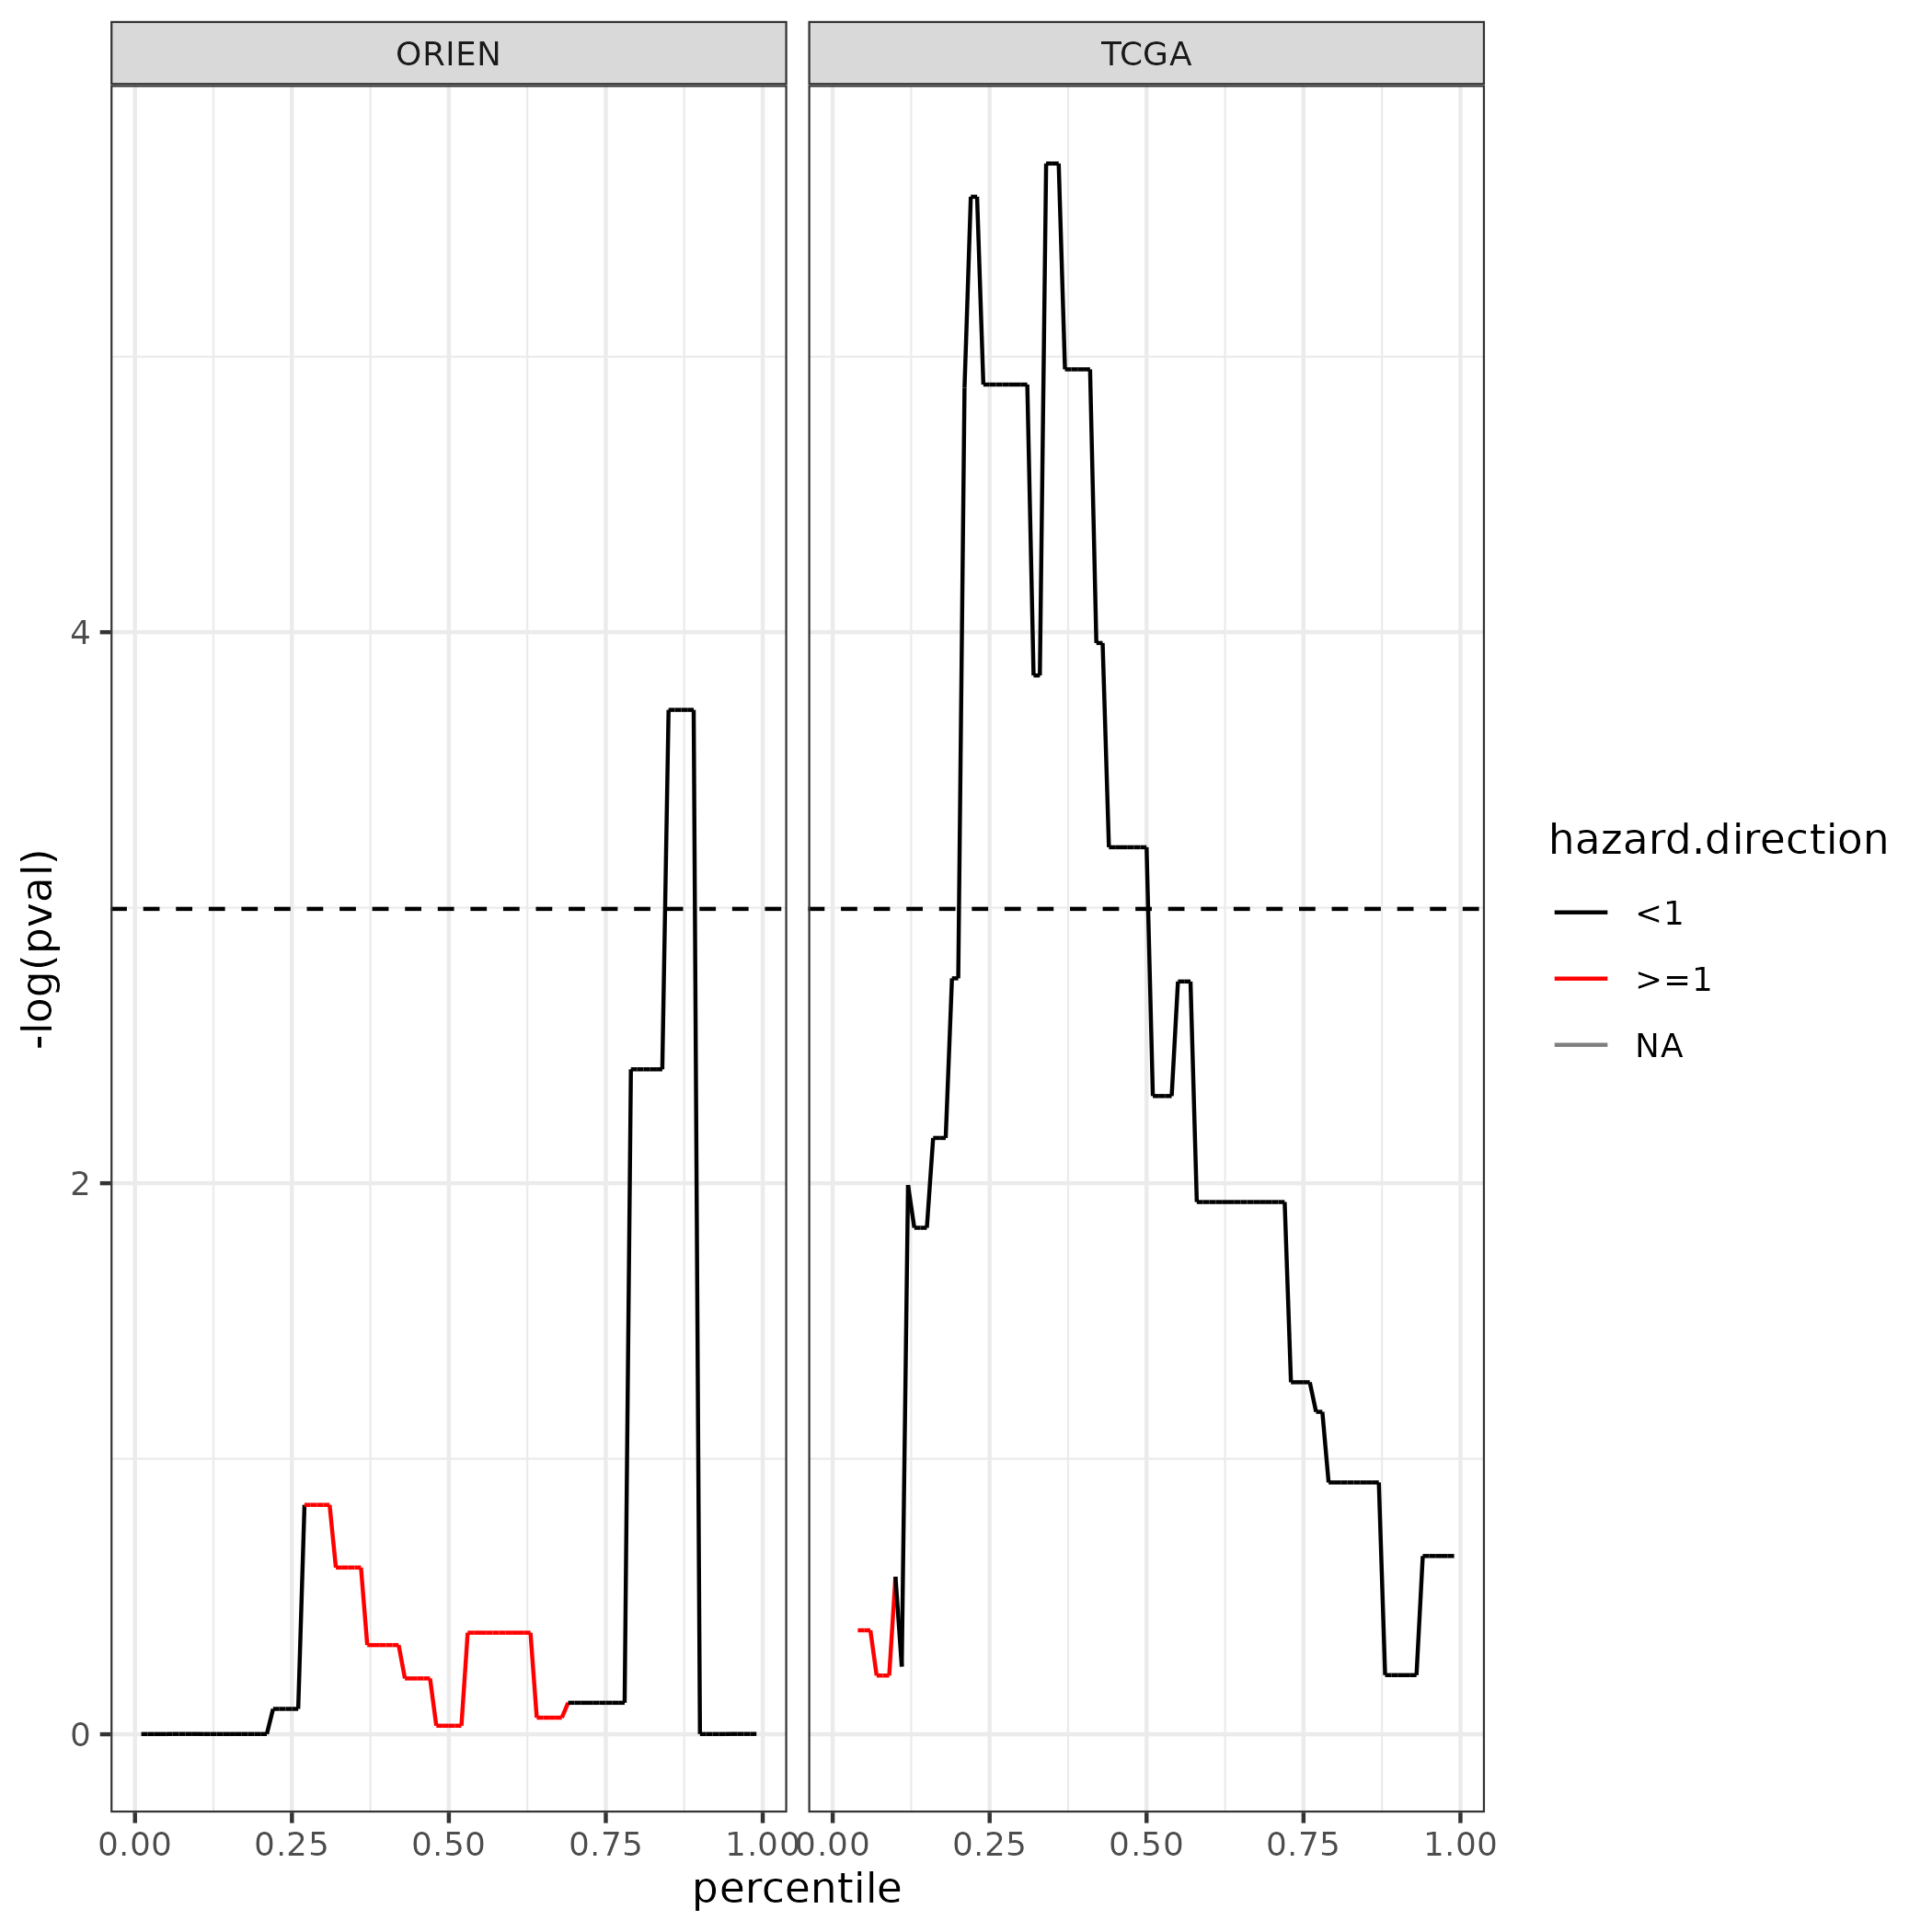 ORIEN
TCGA
-log(pval)
4
2
0
0.00 0.25 0.50 0.75 1.00
0.00 0.25 0.50 0.75 1.00
percentile
hazard.direction
<1
>=1
NA